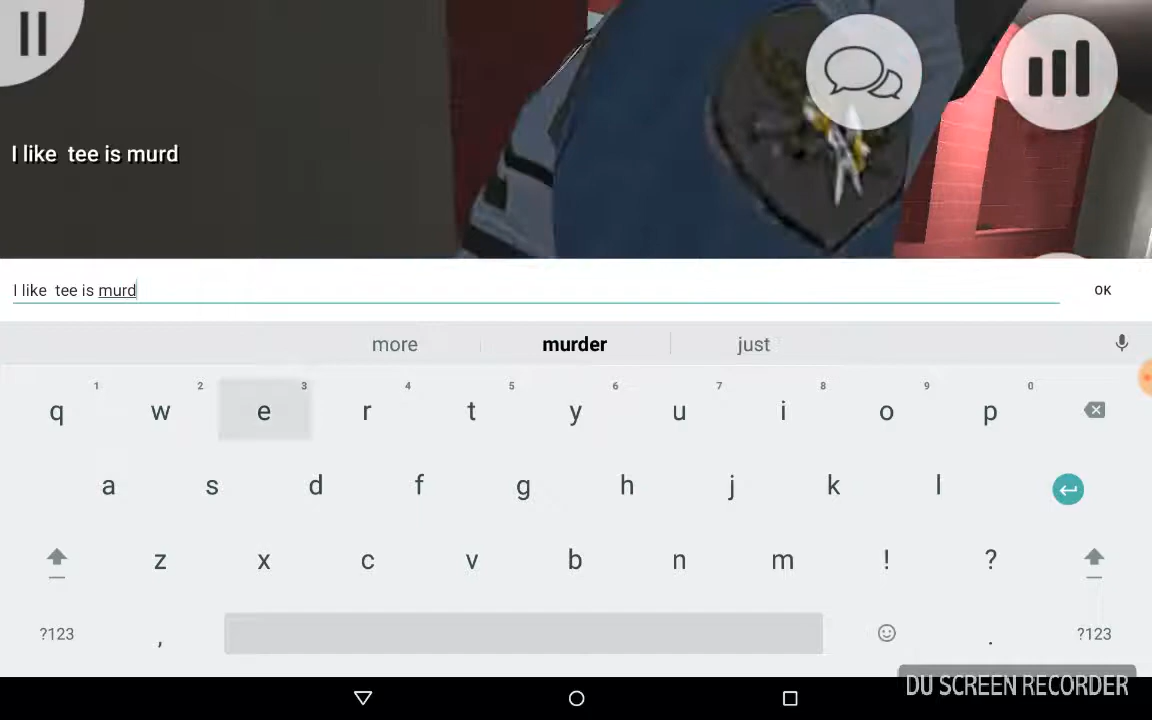 I like  tee is murd
I like  tee is murd
OK
more murder just
1 2 3 4 5 6 7 8 9 0
q w e r t y u i o p
a s d f g h j k l
z x c v b n m ! ?
?123 , . ?123
DU SCREEN RECORDER